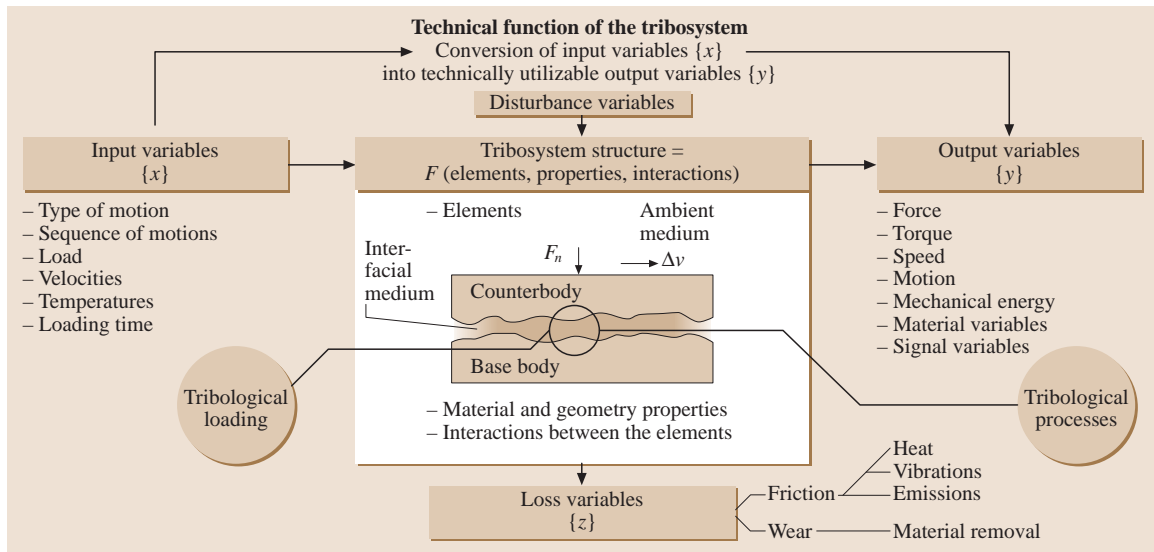 Technical function of the tribosystem
Conversion of input variables {x}
into technically utilizable output variables {y}
Disturbance variables
Input variables
{x}
Tribosystem structure =
F (elements, properties, interactions)
Output variables
{y}
– Type of motion
– Sequence of motions
– Load
– Velocities
– Temperatures
– Loading time
– Elements
Ambient
medium
Inter-
facial
medium
Fn
Δv
Counterbody
Base body
– Material and geometry properties
– Interactions between the elements
– Force
– Torque
– Speed
– Motion
– Mechanical energy
– Material variables
– Signal variables
Tribological
loading
Tribological
processes
Loss variables
{z}
Friction
Heat
Vibrations
Emissions
Wear
Material removal